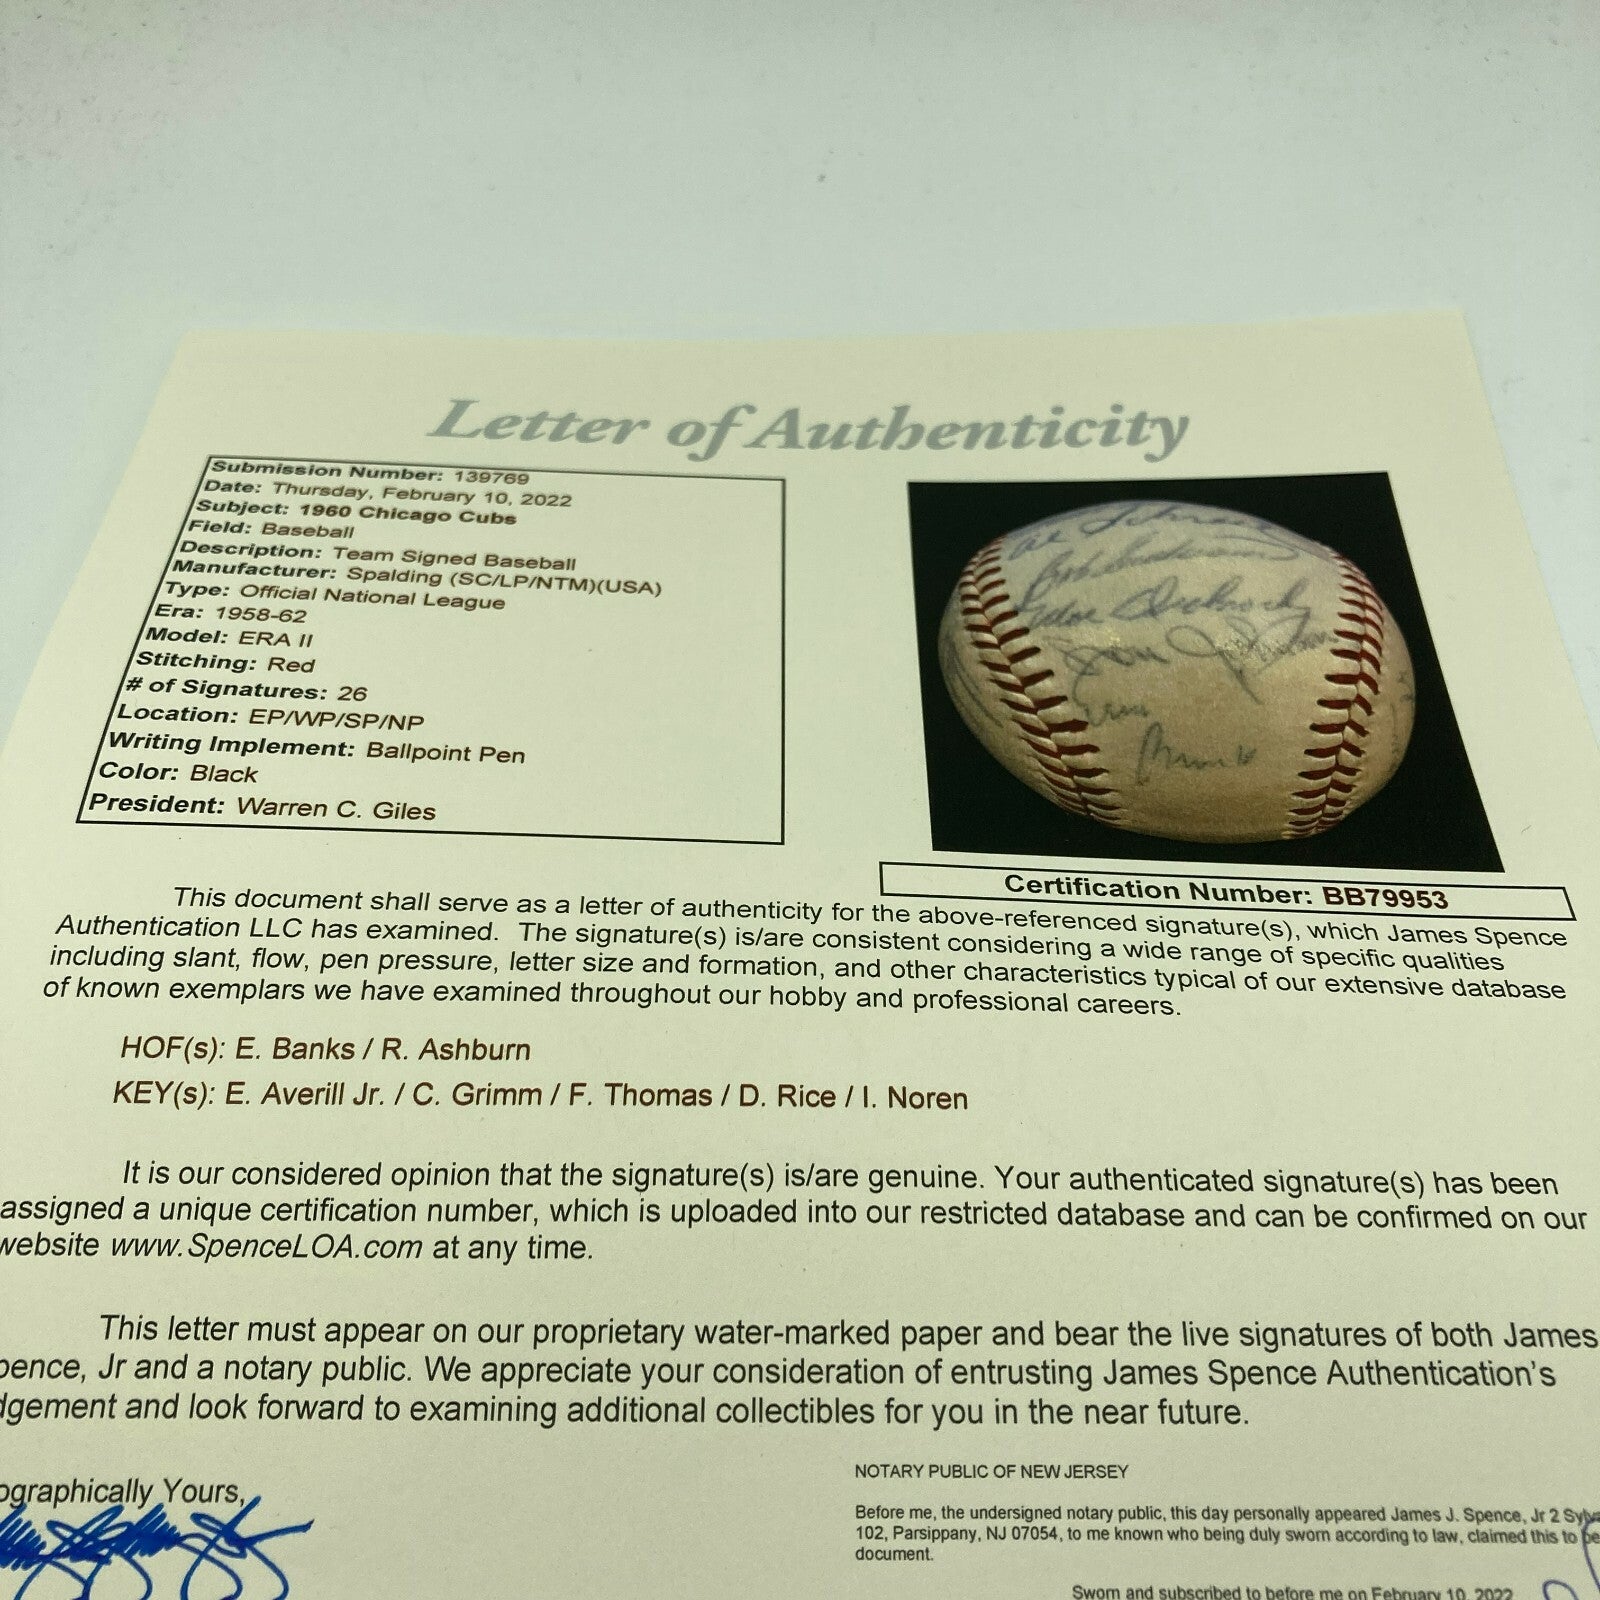 Letter of Authenticity
Submission Number: 139769
Date: Thursday, February 10, 2022
Subject: 1960 Chicago Cubs
Field: Baseball
Description: Team Signed Baseball
Manufacturer: Spalding (SC/LP/NTM)(USA)
Type: Official National League
Era: 1958-62
Model: ERA II
Stitching: Red
# of Signatures: 26
Location: EP/WP/SP/NP
Writing Implement: Ballpoint Pen
Color: Black
President: Warren C. Giles
Certification Number: BB79953
This document shall serve as a letter of authenticity for the above-referenced signature(s), which James Spence
Authentication LLC has examined. The signature(s) is/are consistent considering a wide range of specific qualities
including slant, flow, pen pressure, letter size and formation, and other characteristics typical of our extensive database
of known exemplars we have examined throughout our hobby and professional careers.
HOF(s): E. Banks / R. Ashburn
KEY(s): E. Averill Jr. / C. Grimm / F. Thomas / D. Rice / I. Noren
It is our considered opinion that the signature(s) is/are genuine. Your authenticated signature(s) has been
assigned a unique certification number, which is uploaded into our restricted database and can be confirmed on our
website www.SpenceLOA.com at any time.
This letter must appear on our proprietary water-marked paper and bear the live signatures of both James
pence, Jr and a notary public. We appreciate your consideration of entrusting James Spence Authentication's
dgement and look forward to examining additional collectibles for you in the near future.
ographically Yours,
NOTARY PUBLIC OF NEW JERSEY
Before me, the undersigned notary public, this day personally appeared James J. Spence, Jr 2 Sylva
102, Parsippany, NJ 07054, to me known who being duly sworn according to law, claimed this to be
document.
Sworn and subscribed to before me on February 10, 2022